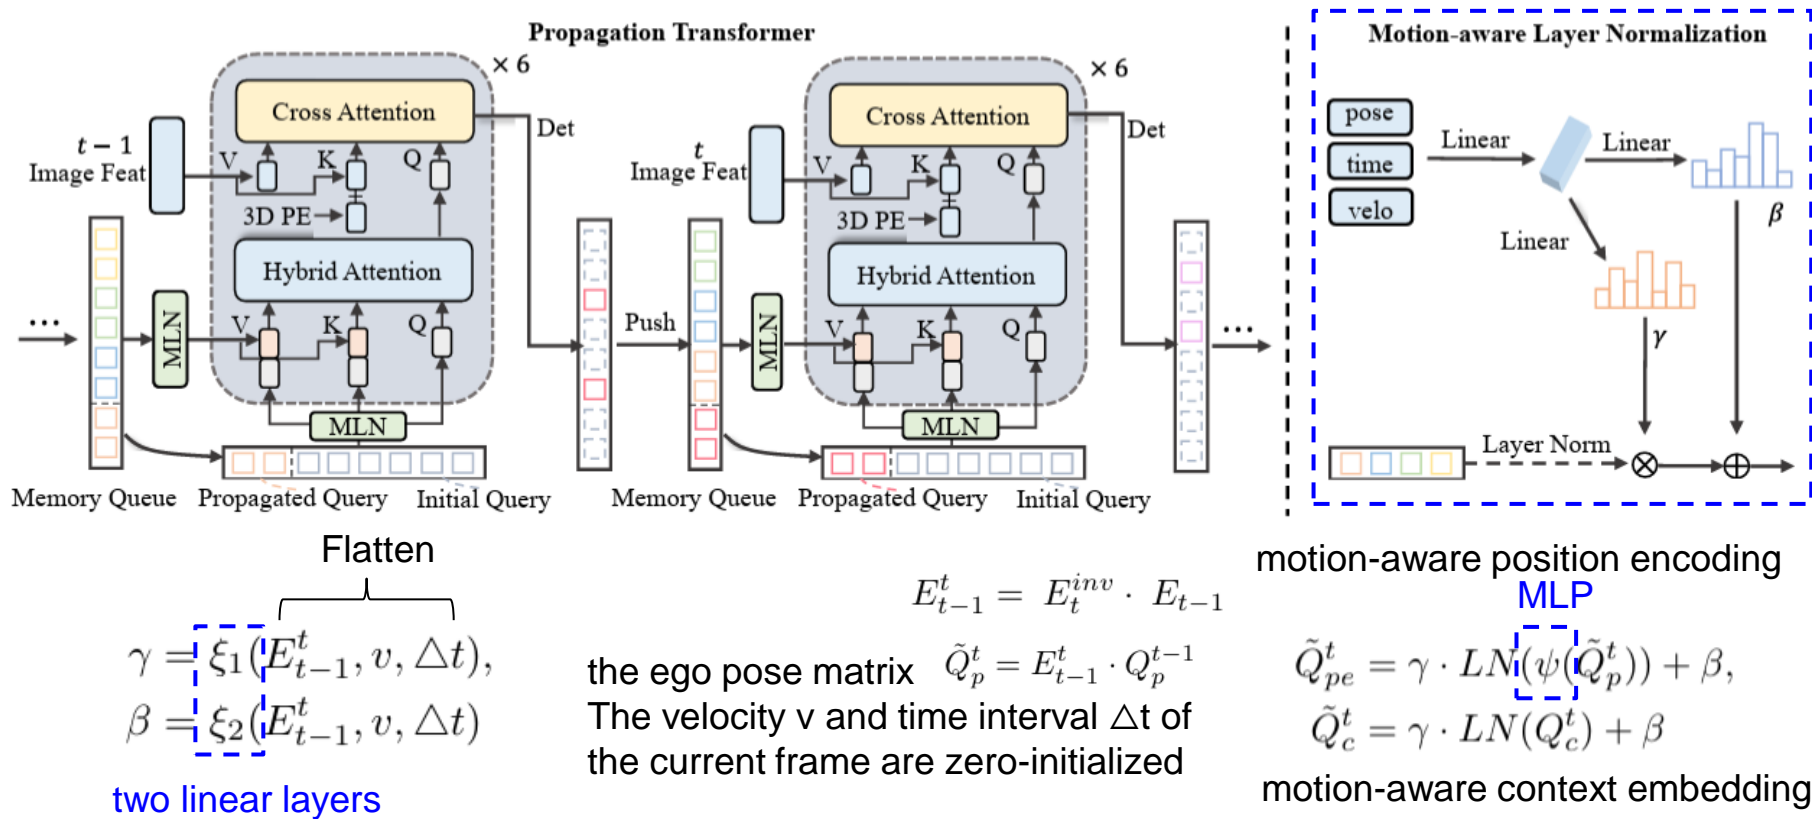 Propagation Transformer
× 6
Cross Attention
t − 1
Image Feat
V
K
Q
3D PE
Hybrid Attention
V
K
Q
MLN
MLN
...
Memory Queue
Propagated Query
Initial Query
Det
Push
× 6
Cross Attention
t
Image Feat
V
K
Q
3D PE
Hybrid Attention
V
K
Q
MLN
MLN
Memory Queue
Propagated Query
Initial Query
Det
...
Motion-aware Layer Normalization
pose
time
velo
Linear
Linear
Linear
β
γ
Layer Norm
Flatten
γ = ξ₁(E^t_{t−1}, v, △t),
β = ξ₂(E^t_{t−1}, v, △t)
two linear layers
E^t_{t−1} = E^{inv}_t · E_{t−1}
the ego pose matrix Q̃^t_p = E^t_{t−1} · Q^{t−1}_p
The velocity v and time interval △t of
the current frame are zero-initialized
motion-aware position encoding
MLP
Q̃^t_{pe} = γ · LN(ψ(Q̃^t_p)) + β,
Q̃^t_c = γ · LN(Q^t_c) + β
motion-aware context embedding